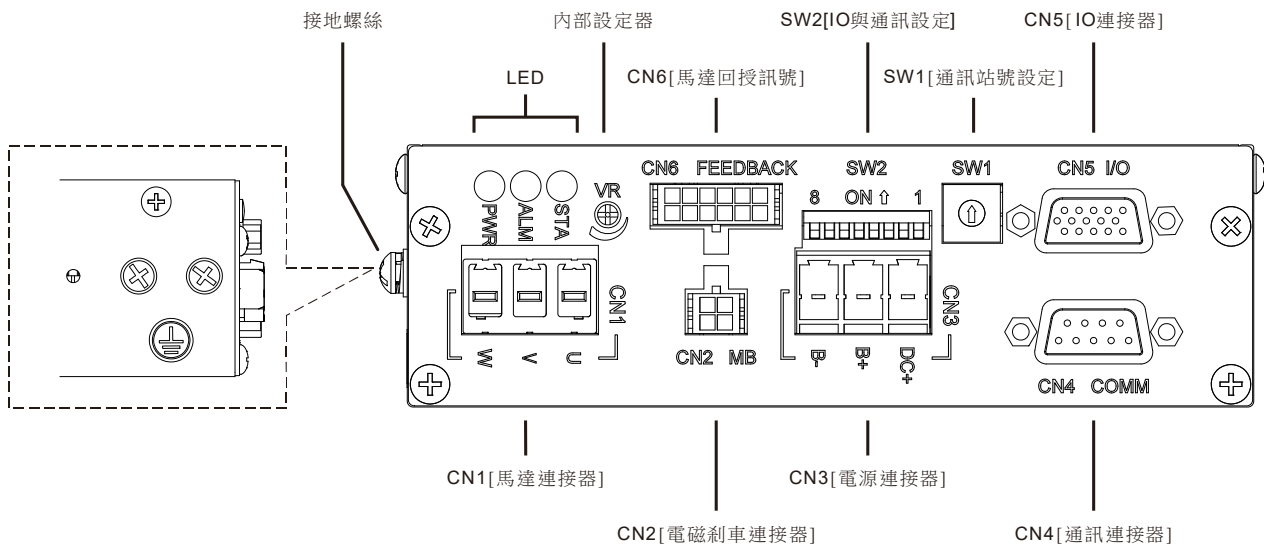 接地螺絲
內部設定器
SW2[IO與通訊設定]
CN5[IO連接器]
LED
CN6[馬達回授訊號]
SW1[通訊站號設定]
CN6 FEEDBACK
SW2
SW1
CN5 I/O
PWR
ALM
STA
VR
8 ON ↑ 1
CN1
CN3
W
V
U
CN2 MB
B-
B+
DC+
CN4 COMM
CN1[馬達連接器]
CN3[電源連接器]
CN2[電磁剎車連接器]
CN4[通訊連接器]